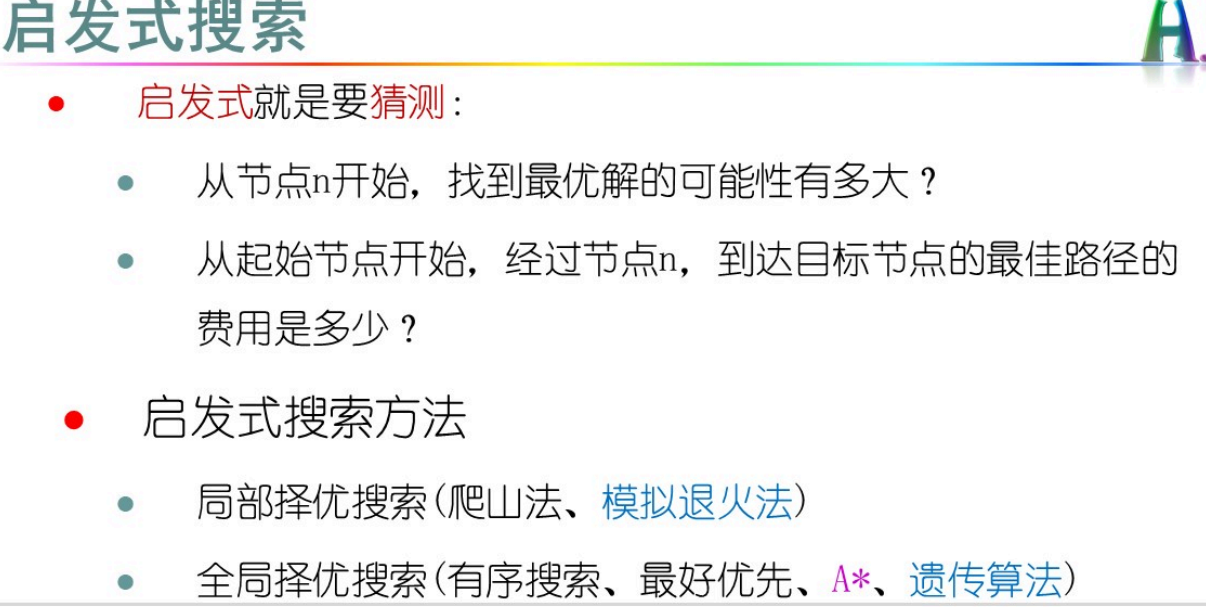 启发式搜索
A
启发式就是要猜测：
从节点n开始，找到最优解的可能性有多大？
从起始节点开始，经过节点n，到达目标节点的最佳路径的
费用是多少？
启发式搜索方法
局部择优搜索(爬山法、模拟退火法)
全局择优搜索(有序搜索、最好优先、A*、遗传算法)